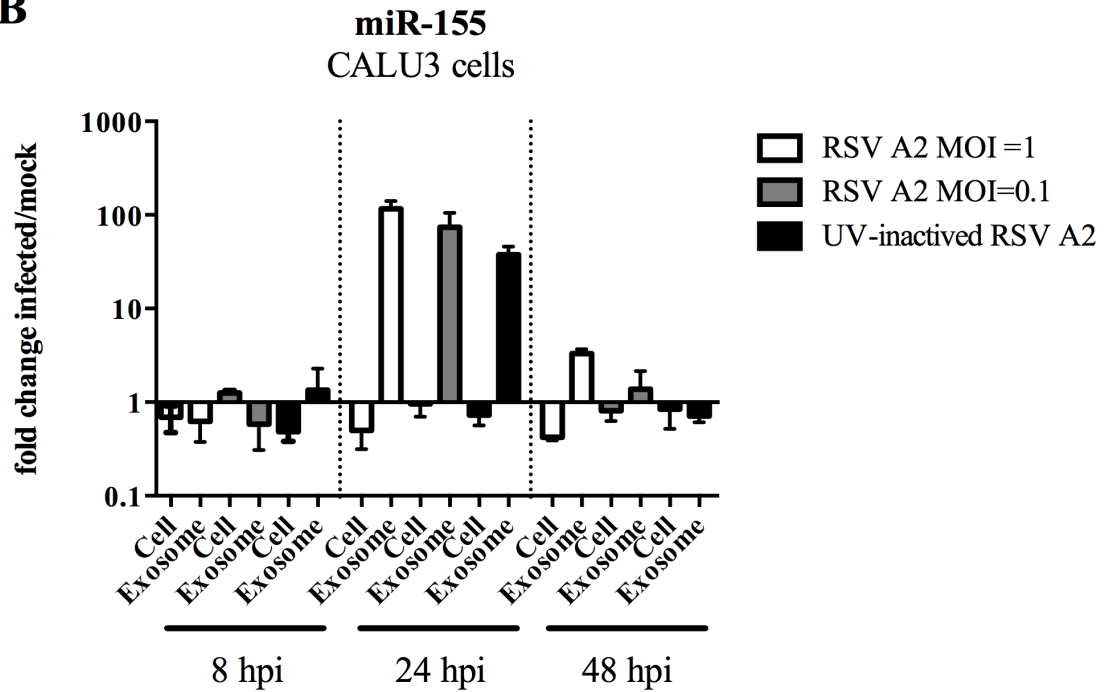 B
miR-155
CALU3 cells
fold change infected/mock
1000
100
10
1
0.1
RSV A2 MOI =1
RSV A2 MOI=0.1
UV-inactived RSV A2
Cell
Exosome
Cell
Exosome
Cell
Exosome
Cell
Exosome
Cell
Exosome
Cell
Exosome
Cell
Exosome
Cell
Exosome
Cell
Exosome
8 hpi
24 hpi
48 hpi